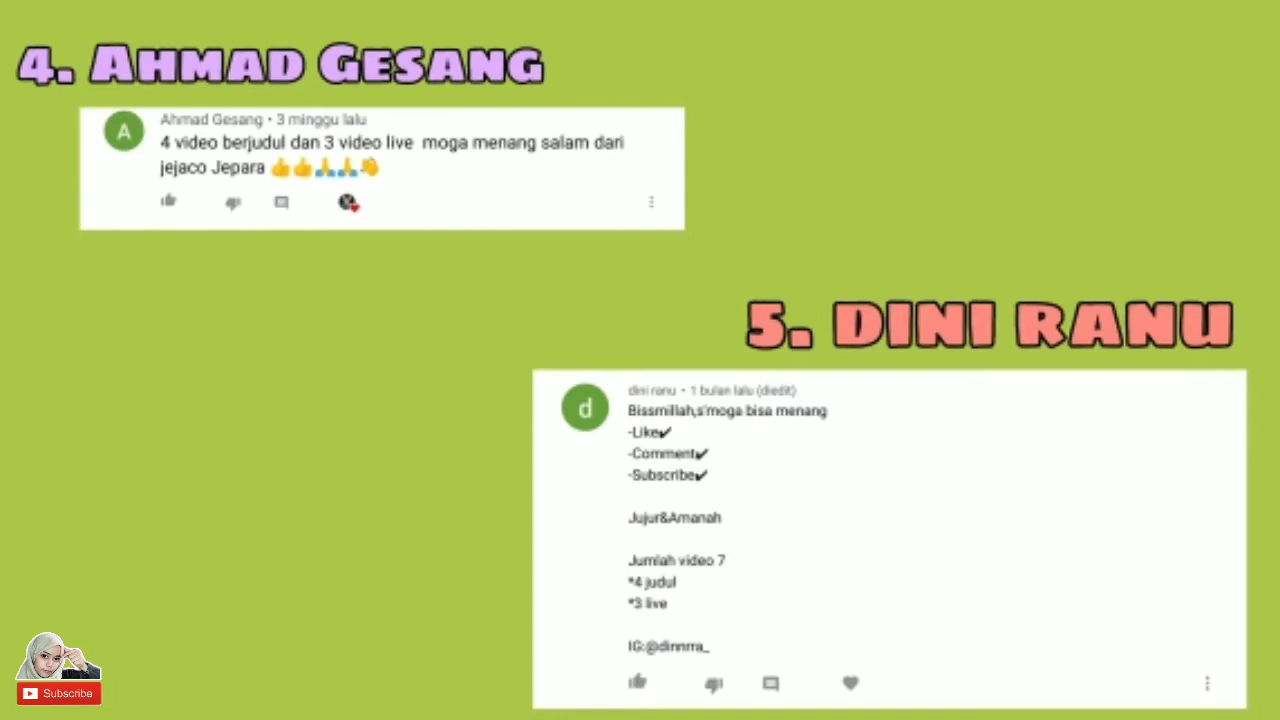 4. AHMAD GESANG
A
Ahmad Gesang • 3 minggu lalu
4 video berjudul dan 3 video live moga menang salam dari
jejaco Jepara 👍👍🙏🙏👏
5. DINI RANU
d
dini ranu • 1 bulan lalu (diedit)
Bissmillah,s'moga bisa menang
-Like✔
-Comment✔
-Subscribe✔
Jujur&Amanah
Jumlah video 7
*4 judul
*3 live
IG:@dinnrra_
Subscribe